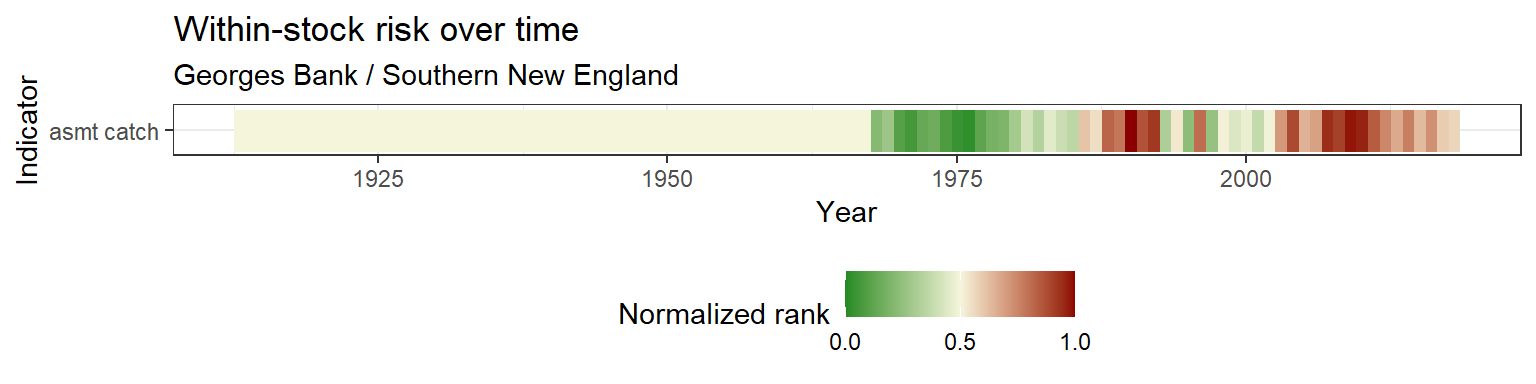 Within-stock risk over time
Georges Bank / Southern New England
Indicator
asmt catch
1925 1950 1975 2000
Year
Normalized rank
0.0 0.5 1.0